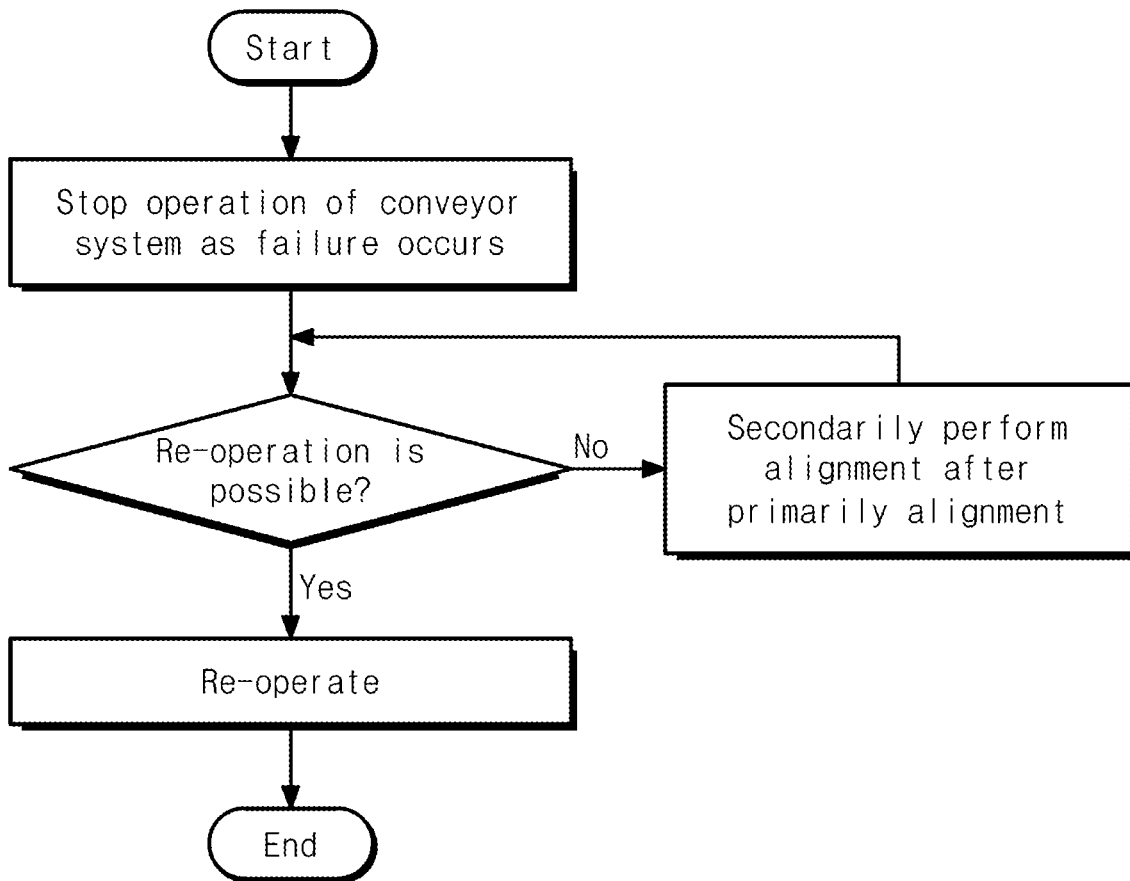 Start
Stop operation of conveyor
system as failure occurs
Re-operation is
possible?
No
Secondarily perform
alignment after
primarily alignment
Yes
Re-operate
End